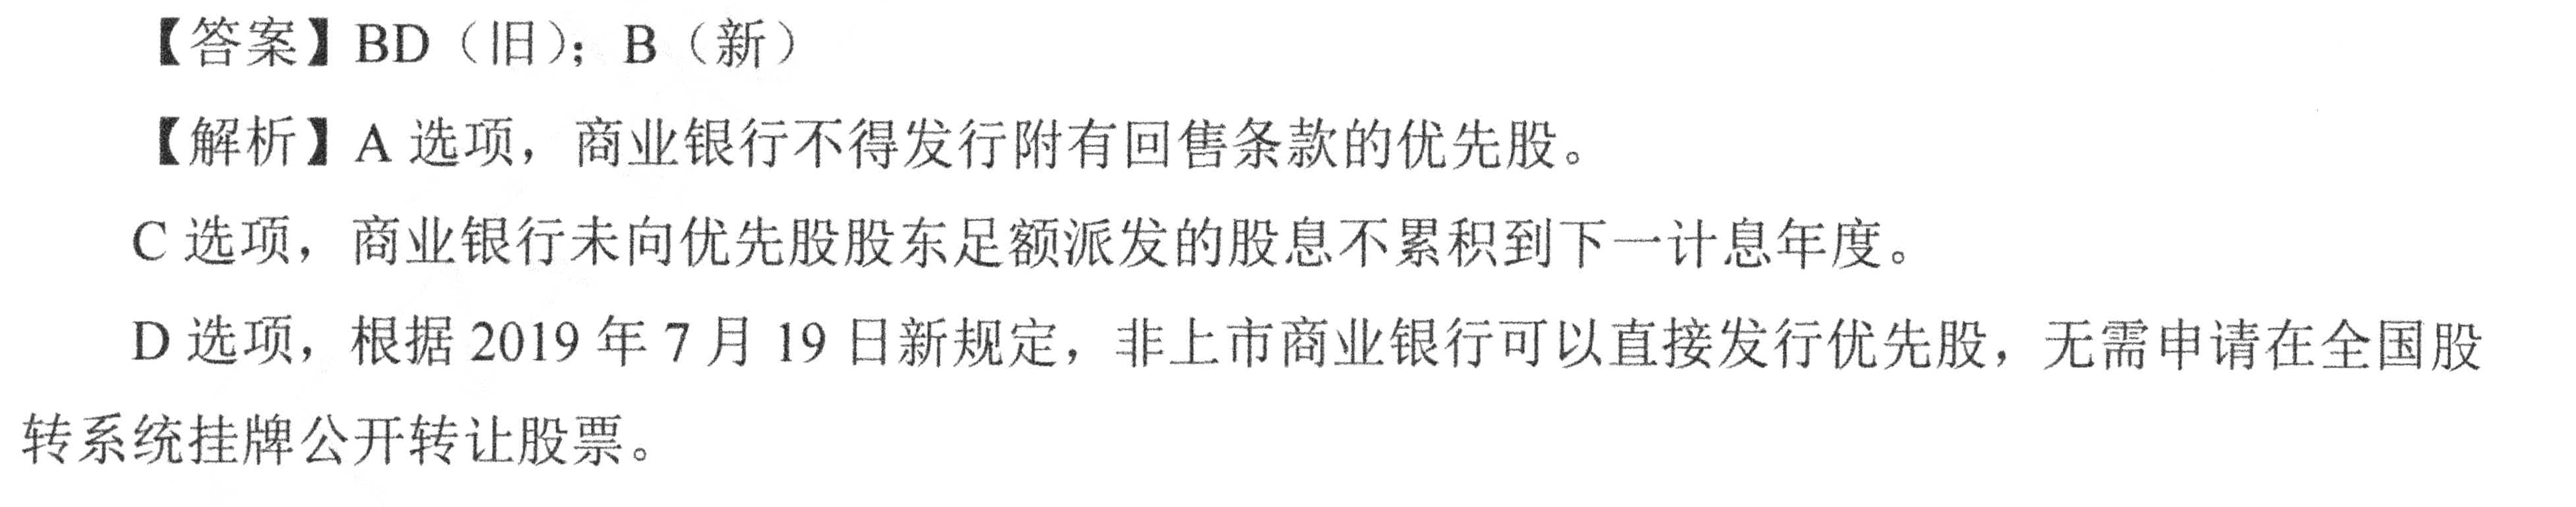 【答案】BD（旧）；B（新）
【解析】A 选项，商业银行不得发行附有回售条款的优先股。
C 选项，商业银行未向优先股股东足额派发的股息不累积到下一计息年度。
D 选项，根据 2019 年 7 月 19 日新规定，非上市商业银行可以直接发行优先股，无需申请在全国股
转系统挂牌公开转让股票。